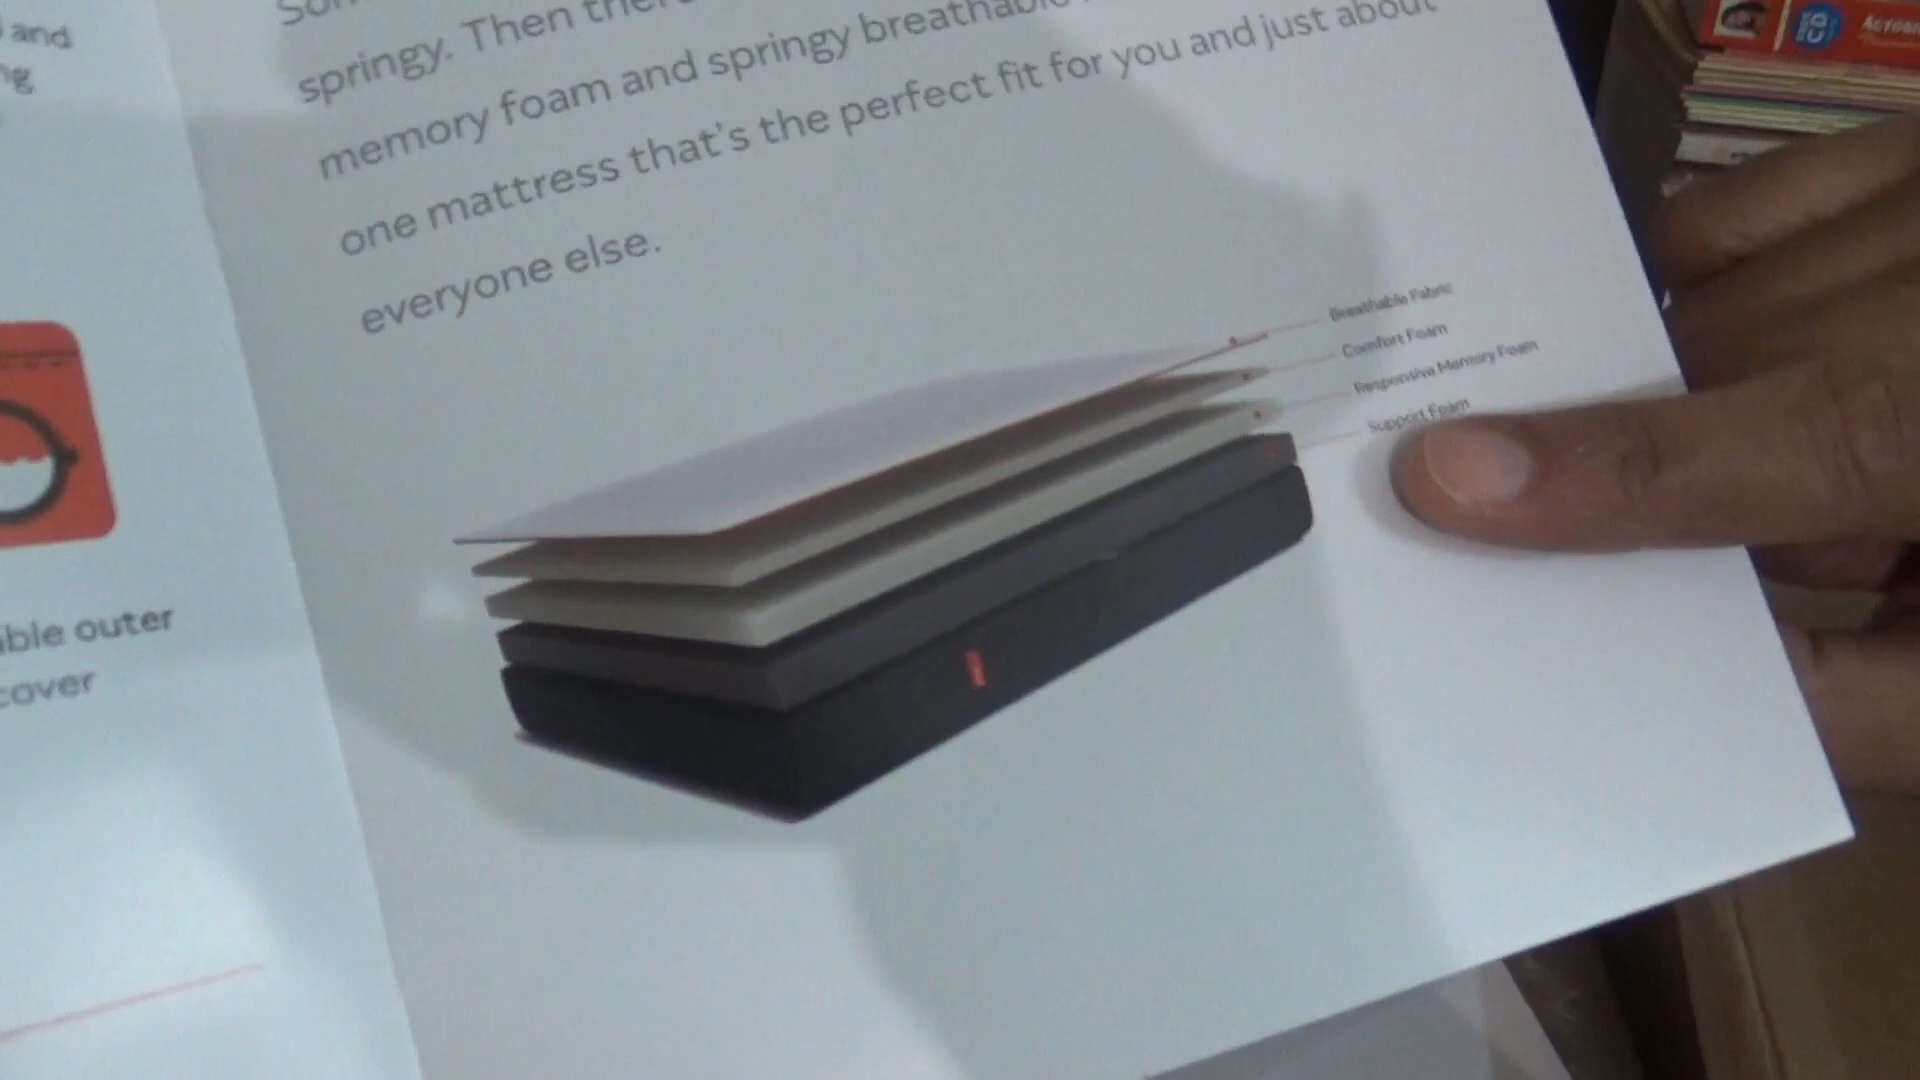 and
springy. Then
memory foam and springy breathable
one mattress that's the perfect fit for you and just about
everyone else.
Breathable Fabric
Comfort Foam
Responsive Memory Foam
Support Foam
outer
cover
CD